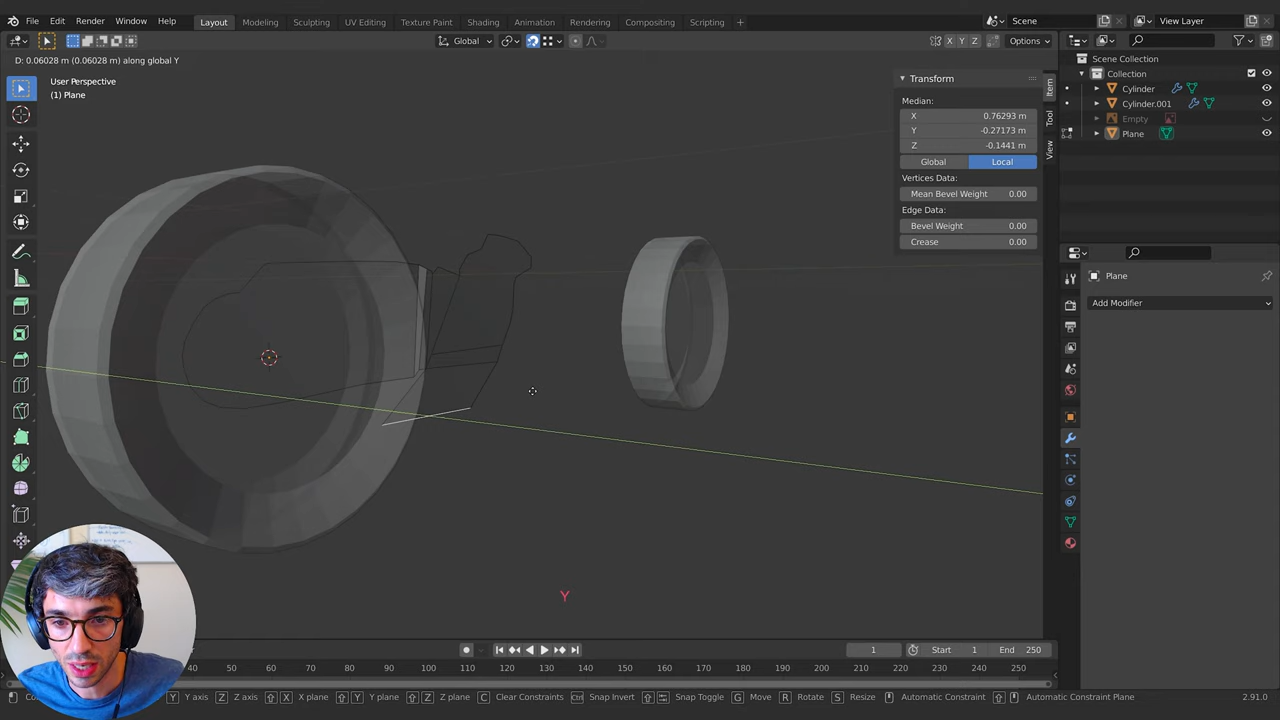 File Edit Render Window Help Layout Modeling Sculpting UV Editing Texture Paint Shading Animation Rendering Compositing Scripting + Scene View Layer
Global X Y Z Options
D: 0.06028 m (0.06028 m) along global Y
User Perspective
(1) Plane
Transform
Median:
X 0.76293 m
Y -0.27173 m
Z -0.1441 m
Global Local
Vertices Data:
Mean Bevel Weight 0.00
Edge Data:
Bevel Weight 0.00
Crease 0.00
Item
Tool
View
Scene Collection
Collection
Cylinder
Cylinder.001
Empty
Plane
Plane
Add Modifier
Y
1 Start 1 End 250
40 50 60 70 80 90 100 110 120 130 140 150 160 170 180 190 200 210 220 230 240 250
Y Y axis Z Z axis X X plane Y Y plane Z Z plane C Clear Constraints Ctrl Snap Invert Snap Toggle G Move R Rotate S Resize Automatic Constraint Automatic Constraint Plane 2.91.0